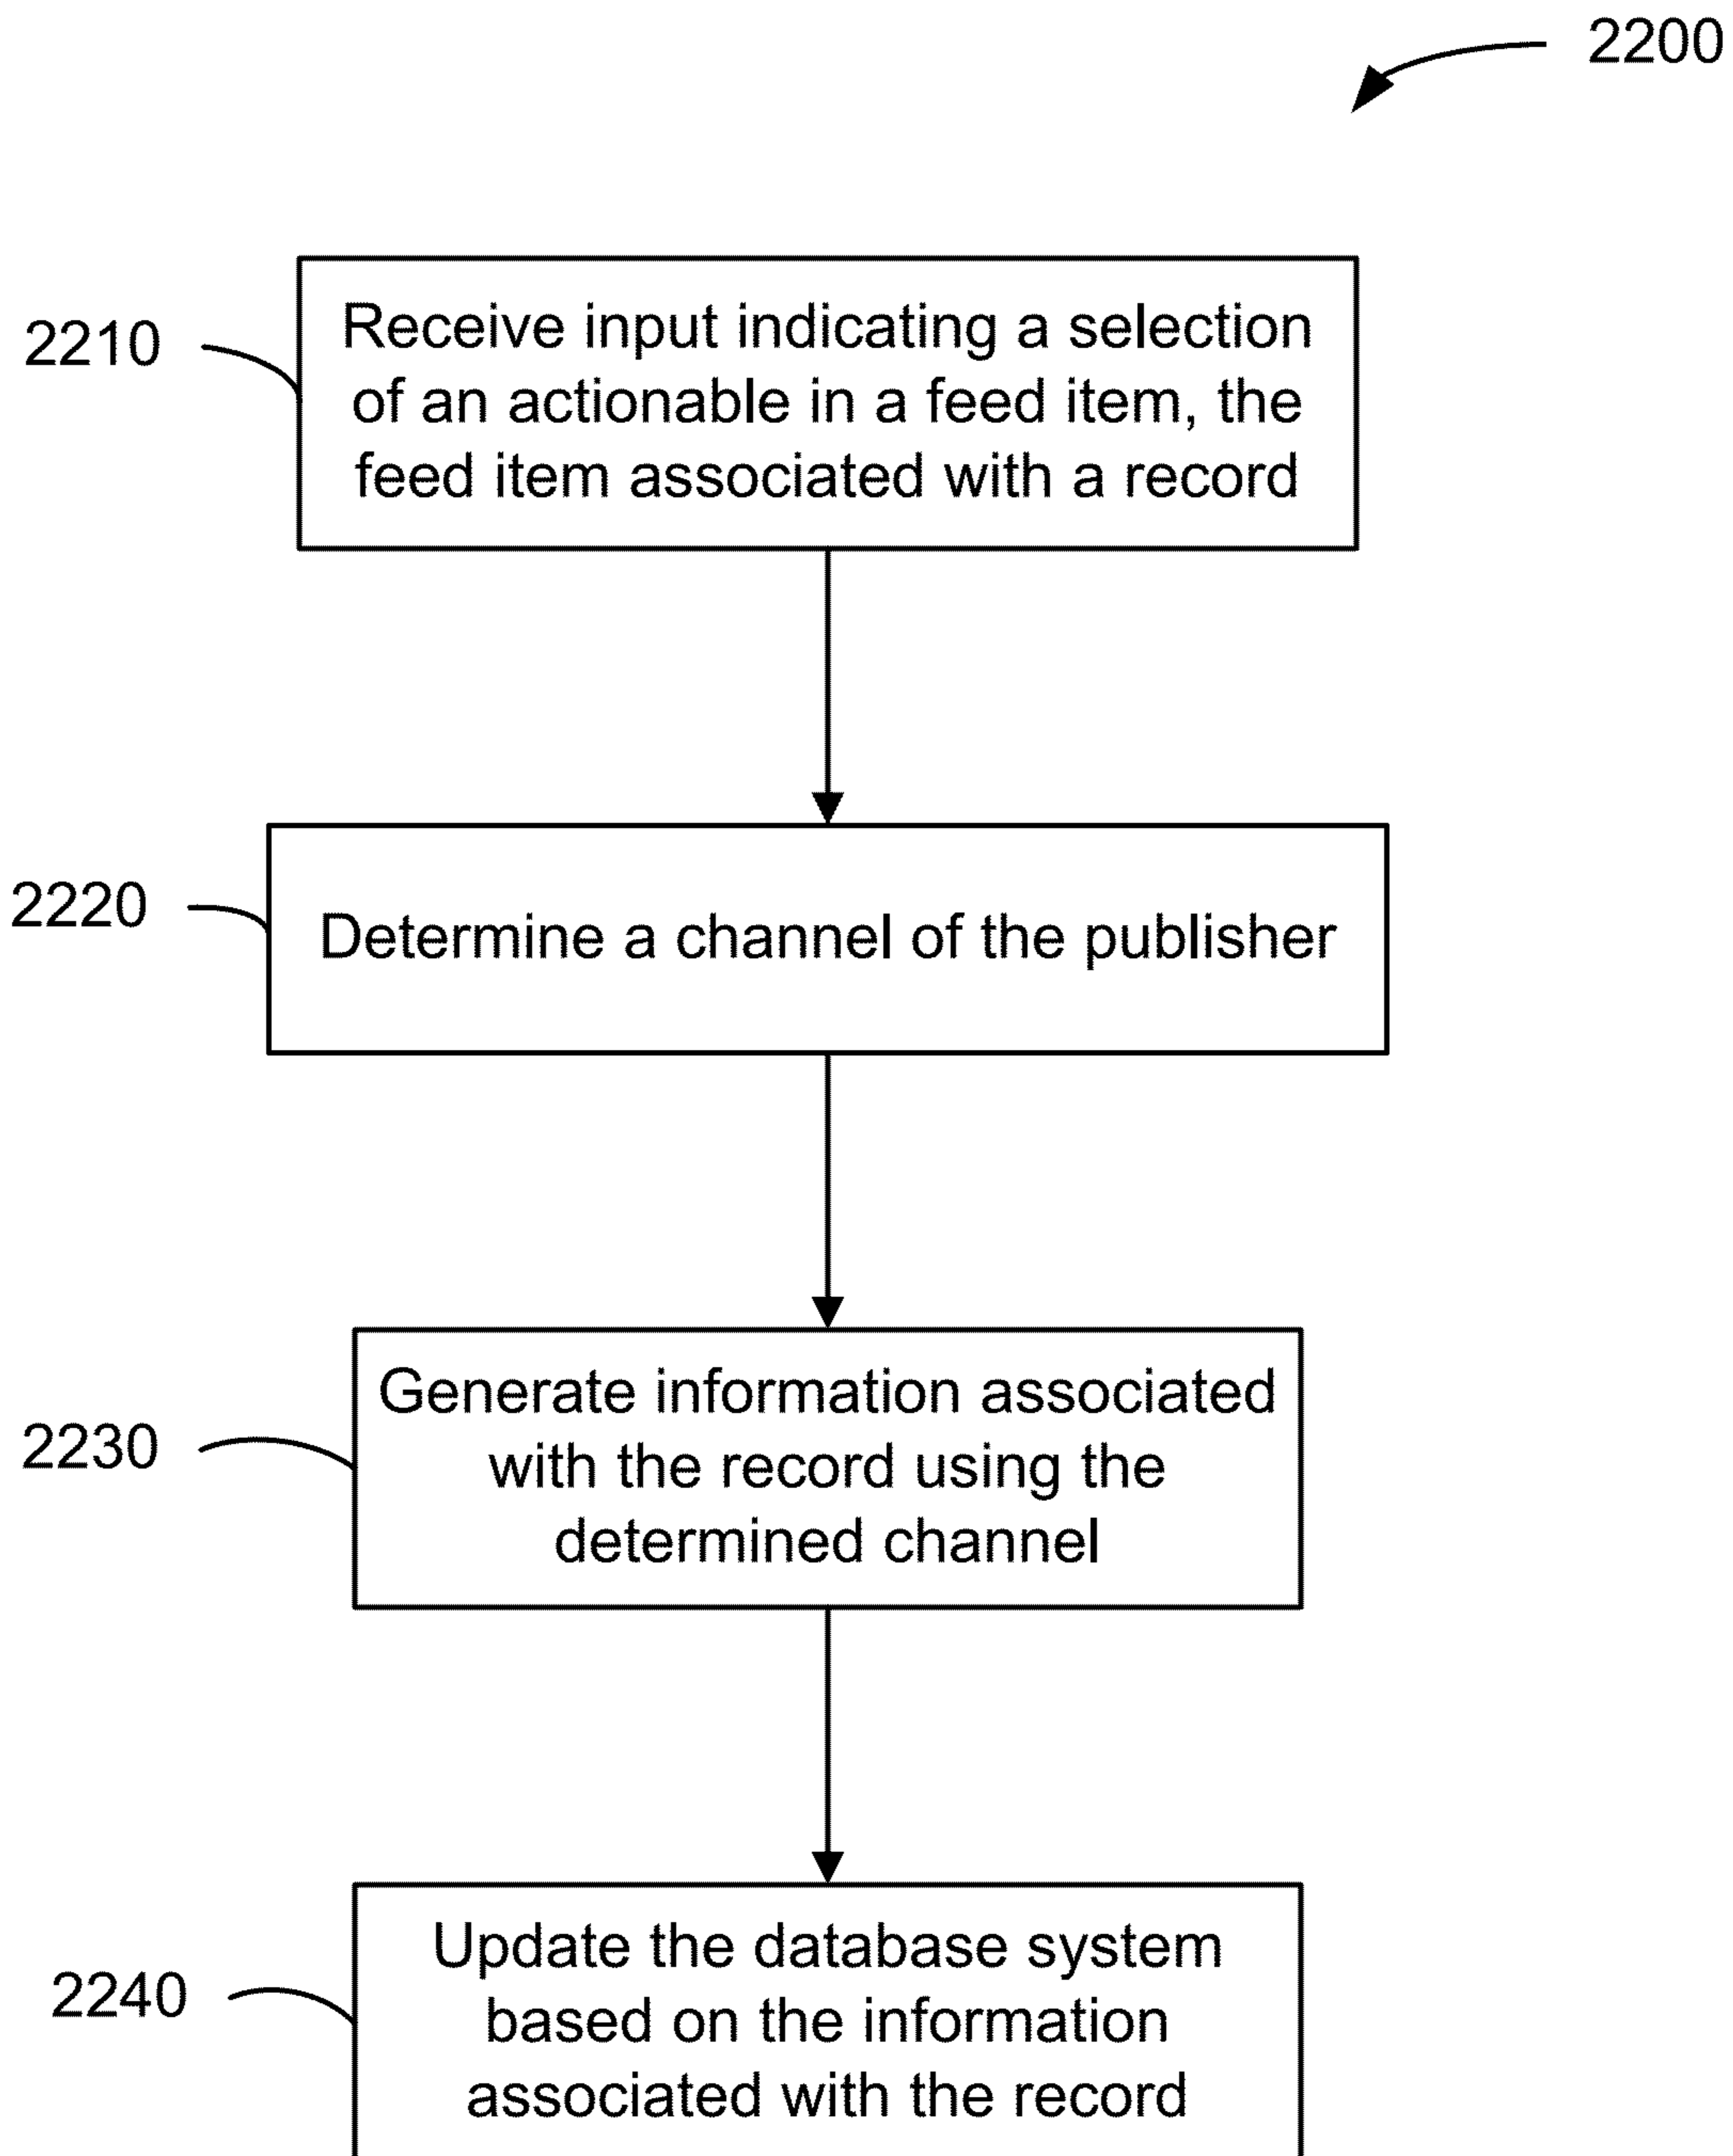 2200
2210
Receive input indicating a selection
of an actionable in a feed item, the
feed item associated with a record
2220
Determine a channel of the publisher
2230
Generate information associated
with the record using the
determined channel
2240
Update the database system
based on the information
associated with the record